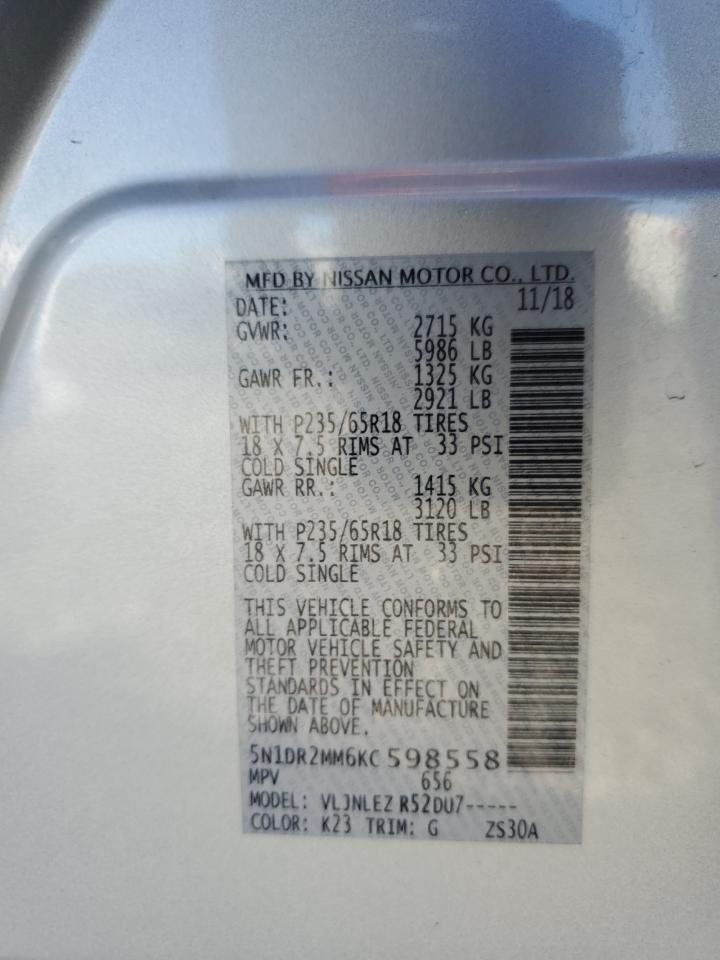 MFD BY NISSAN MOTOR CO., LTD.
DATE: 11/18
GVWR: 2715 KG
5986 LB
GAWR FR.: 1325 KG
2921 LB
WITH P235/65R18 TIRES
18 X 7.5 RIMS AT 33 PSI
COLD SINGLE
GAWR RR.: 1415 KG
3120 LB
WITH P235/65R18 TIRES
18 X 7.5 RIMS AT 33 PSI
COLD SINGLE
THIS VEHICLE CONFORMS TO
ALL APPLICABLE FEDERAL
MOTOR VEHICLE SAFETY AND
THEFT PREVENTION
STANDARDS IN EFFECT ON
THE DATE OF MANUFACTURE
SHOWN ABOVE.
5N1DR2MM6KC598558
MPV 656
MODEL: VLJNLEZ R52DU7-----
COLOR: K23 TRIM: G ZS30A